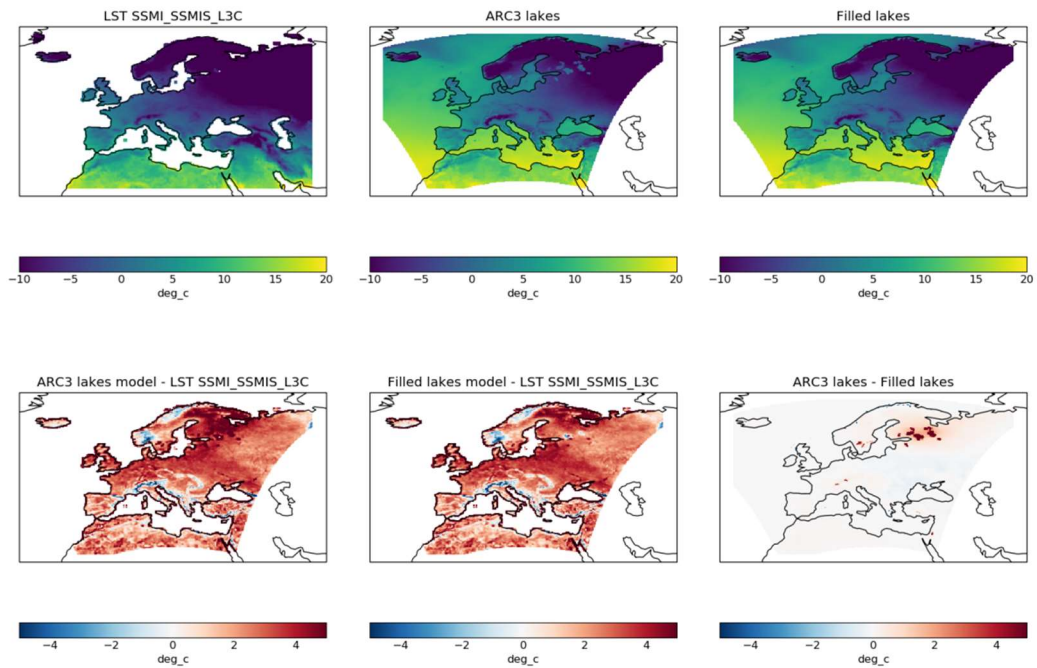 LST SSMI_SSMIS_L3C
ARC3 lakes
Filled lakes
−10 −5 0 5 10 15 20
deg_c
−10 −5 0 5 10 15 20
deg_c
−10 −5 0 5 10 15 20
deg_c
ARC3 lakes model - LST SSMI_SSMIS_L3C
Filled lakes model - LST SSMI_SSMIS_L3C
ARC3 lakes - Filled lakes
−4 −2 0 2 4
deg_c
−4 −2 0 2 4
deg_c
−4 −2 0 2 4
deg_c